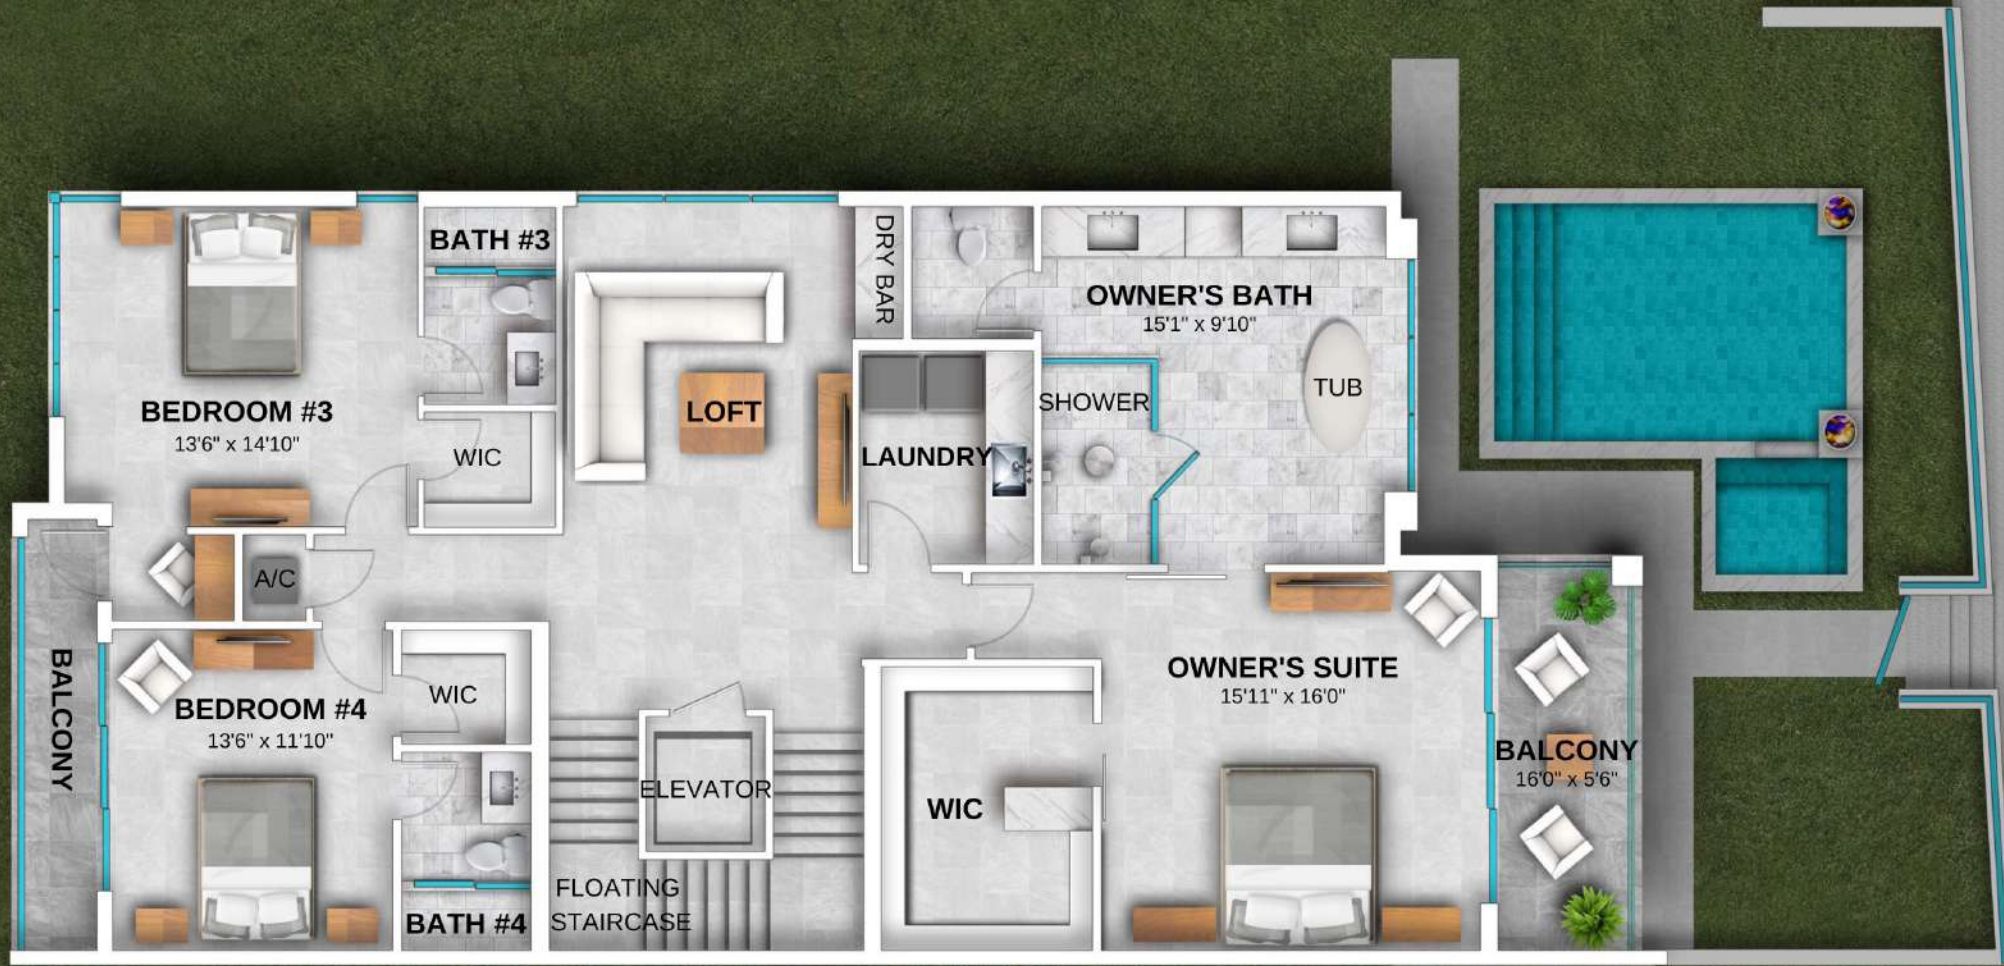 BATH #3
DRY BAR
OWNER'S BATH
15'1" x 9'10"
BEDROOM #3
13'6" x 14'10"
LOFT
SHOWER
TUB
WIC
LAUNDRY
A/C
BALCONY
BEDROOM #4
13'6" x 11'10"
WIC
OWNER'S SUITE
15'11" x 16'0"
ELEVATOR
WIC
BALCONY
16'0" x 5'6"
FLOATING
STAIRCASE
BATH #4